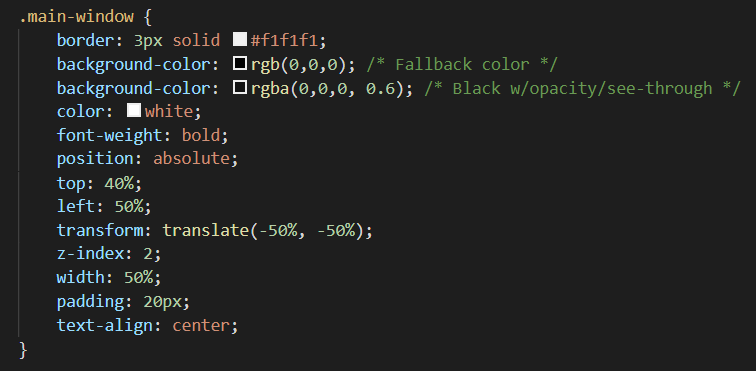 .main-window {
    border: 3px solid #f1f1f1;
    background-color: rgb(0,0,0); /* Fallback color */
    background-color: rgba(0,0,0, 0.6); /* Black w/opacity/see-through */
    color: white;
    font-weight: bold;
    position: absolute;
    top: 40%;
    left: 50%;
    transform: translate(-50%, -50%);
    z-index: 2;
    width: 50%;
    padding: 20px;
    text-align: center;
}